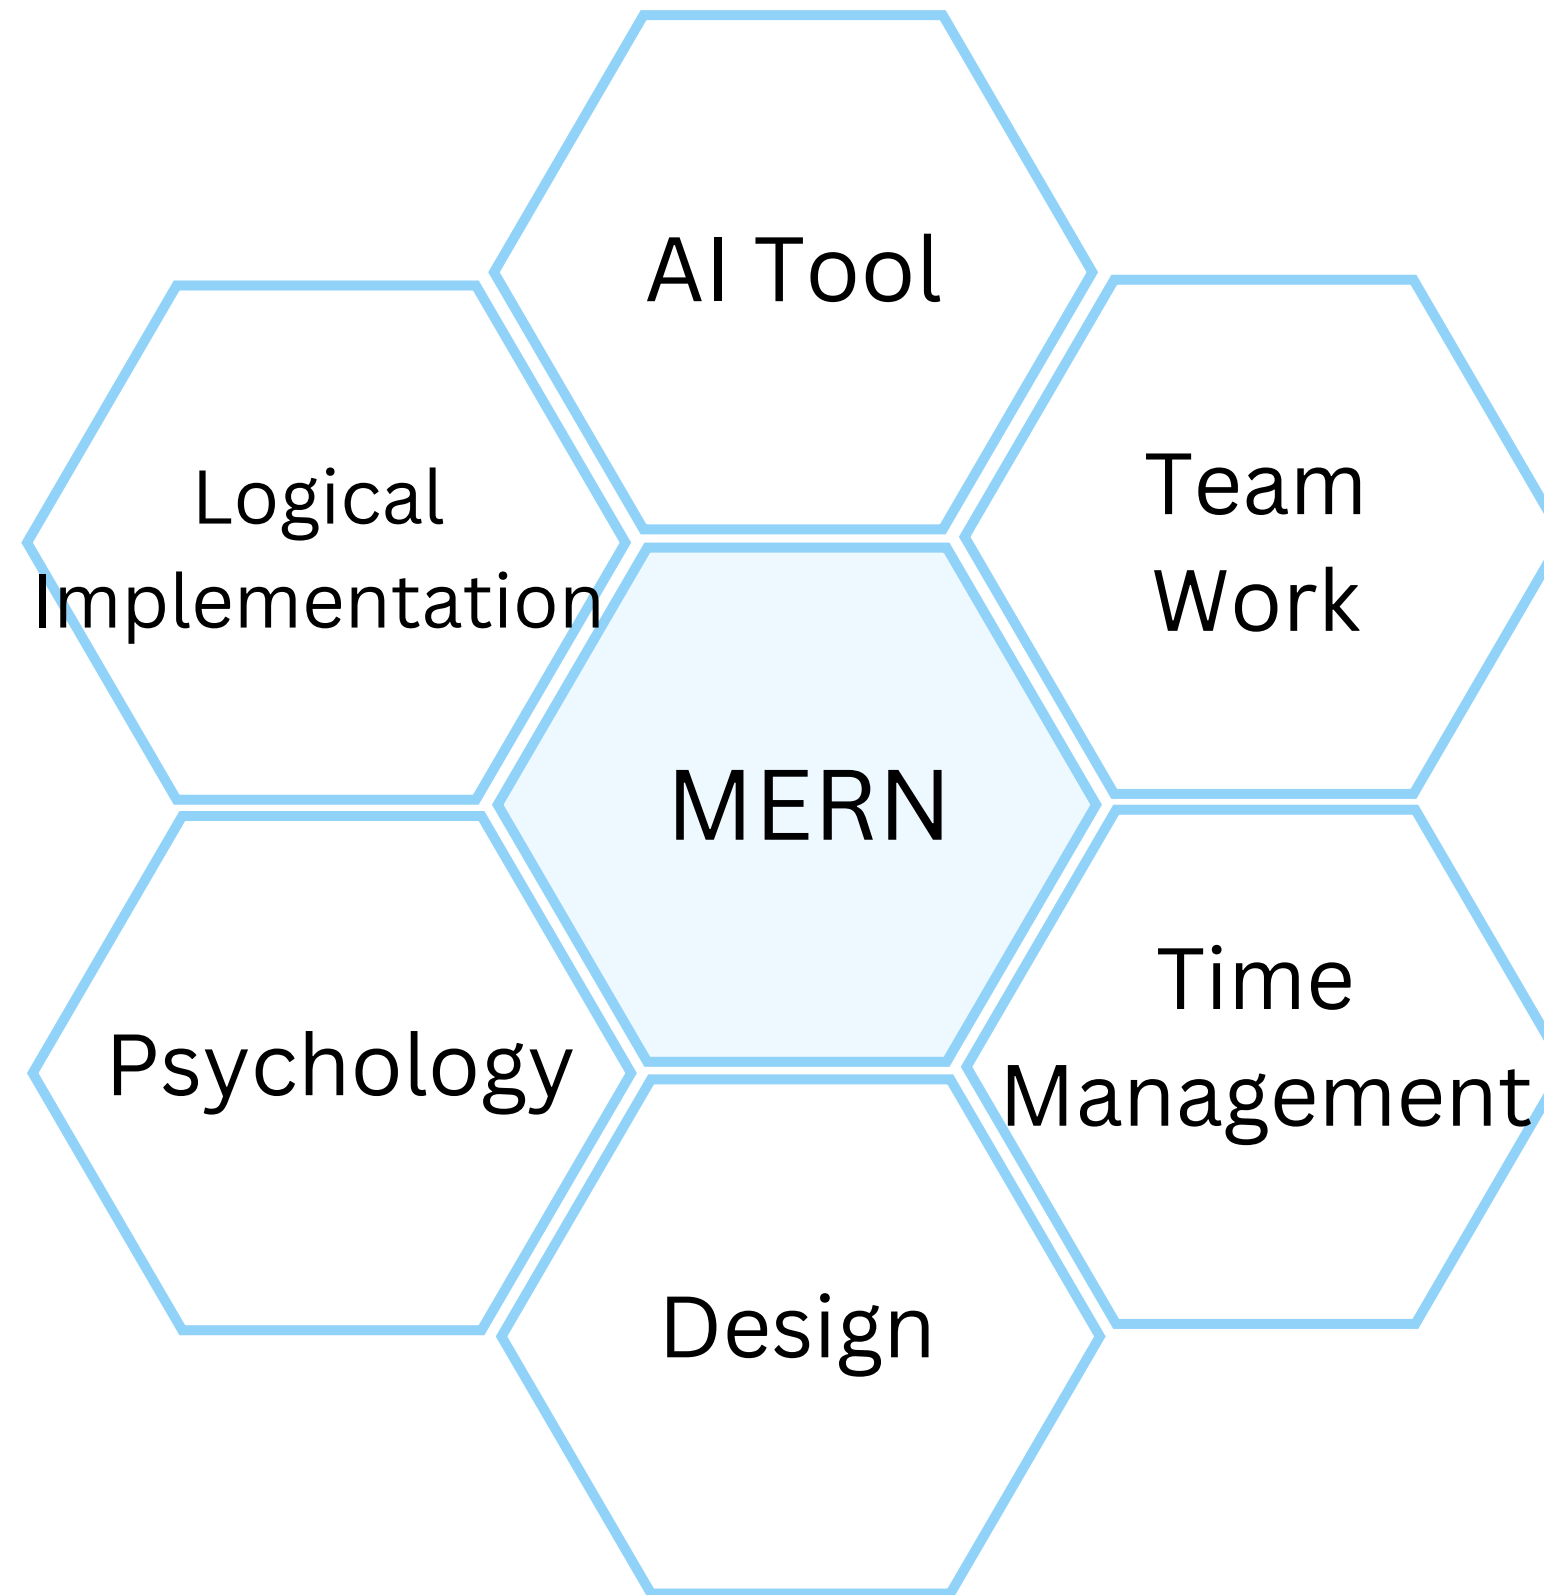 AI Tool
Logical
Implementation
Team
Work
MERN
Psychology
Time
Management
Design